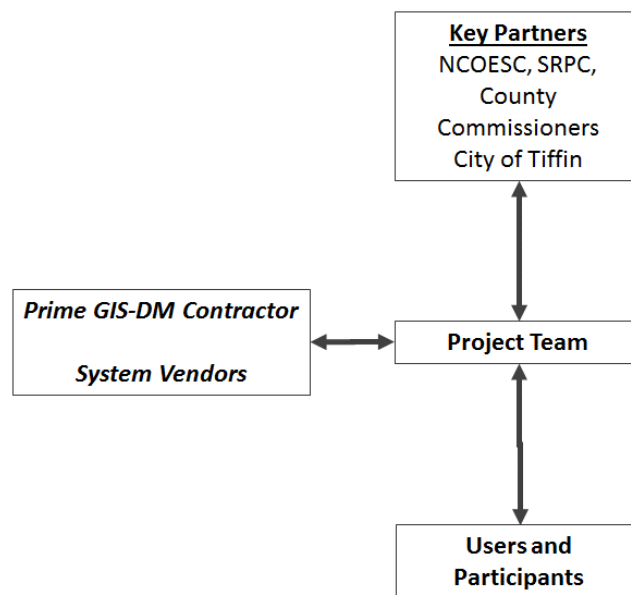 Key Partners
NCOESC, SRPC,
County
Commissioners
City of Tiffin
Prime GIS-DM Contractor
System Vendors
Project Team
Users and
Participants